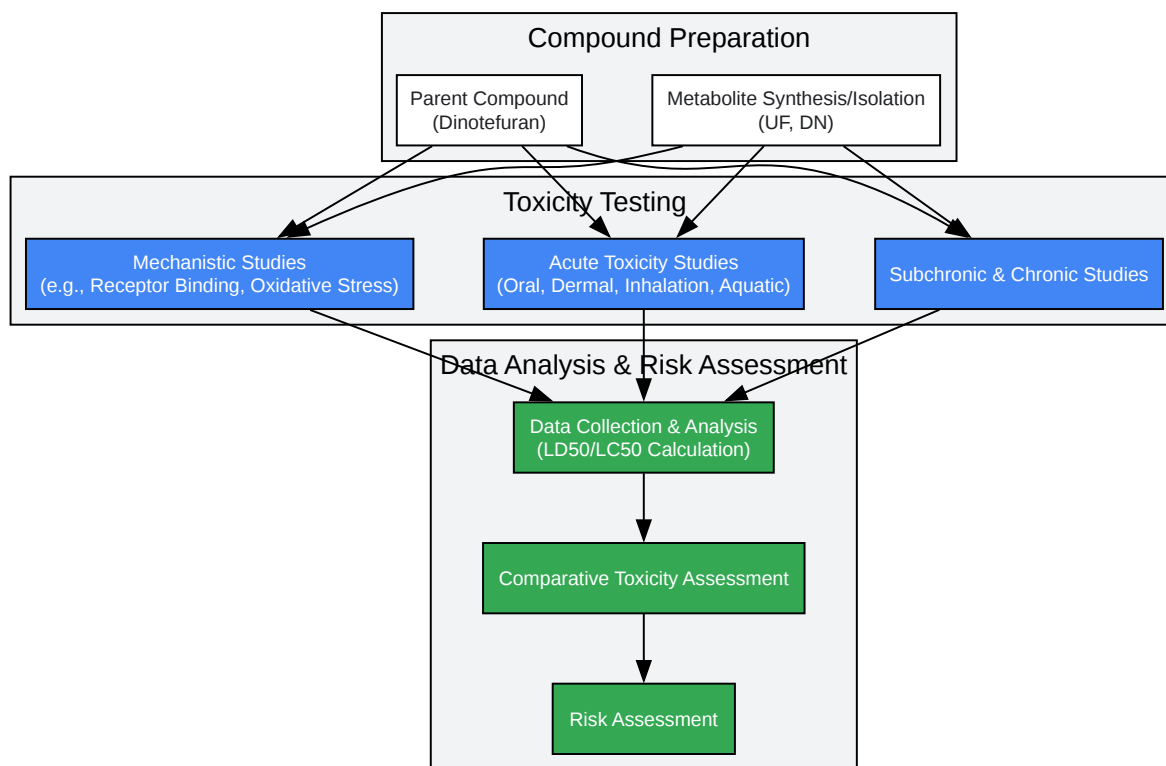 Compound Preparation
Parent Compound
(Dinotefuran)
Metabolite Synthesis/Isolation
(UF, DN)
Toxicity Testing
Mechanistic Studies
(e.g., Receptor Binding, Oxidative Stress)
Acute Toxicity Studies
(Oral, Dermal, Inhalation, Aquatic)
Subchronic & Chronic Studies
Data Analysis & Risk Assessment
Data Collection & Analysis
(LD50/LC50 Calculation)
Comparative Toxicity Assessment
Risk Assessment